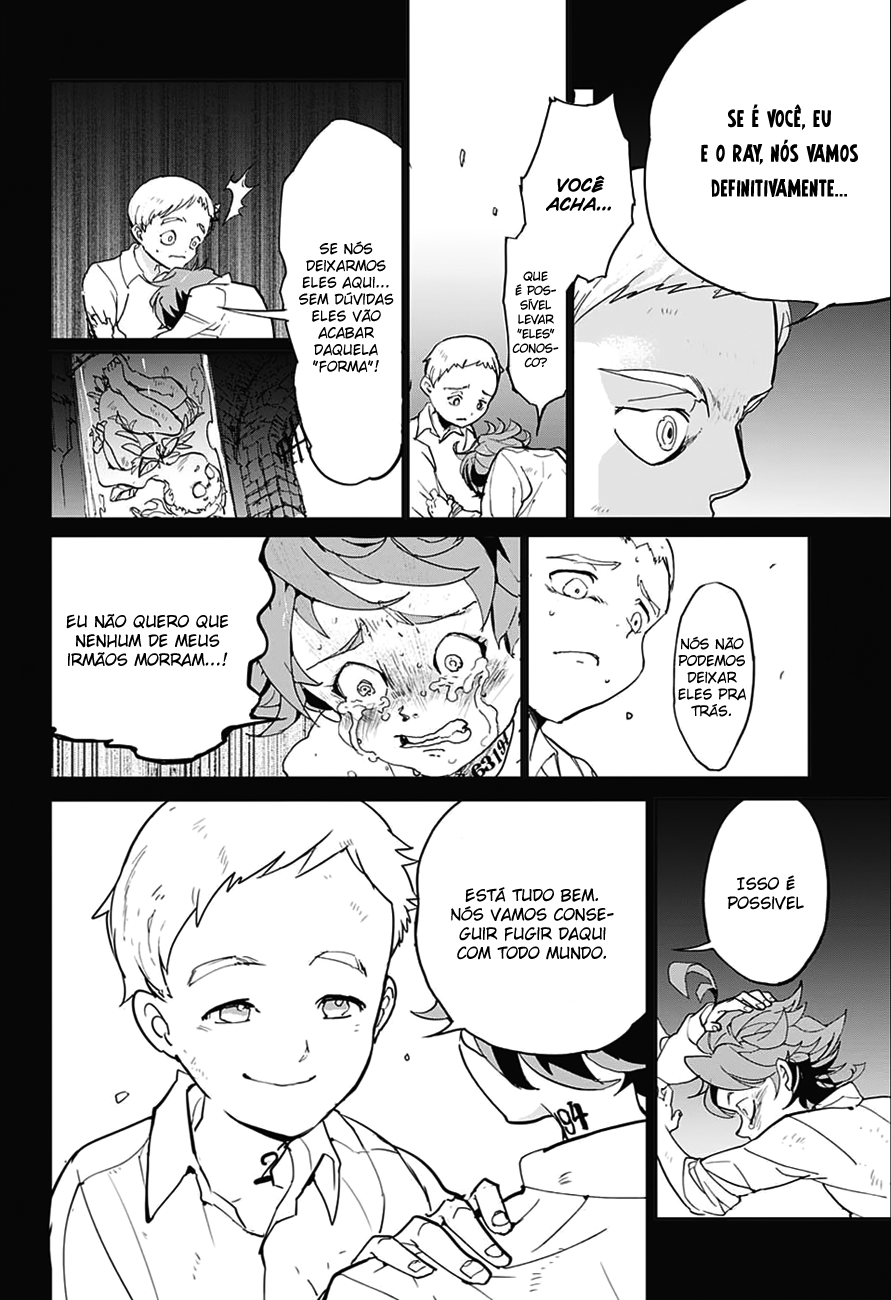 SE É VOCÊ, EU
E O RAY, NÓS VAMOS
DEFINITIVAMENTE...
VOCÊ
ACHA...
QUE
É POS-
SÍVEL
LEVAR
"ELES"
CONOS-
CO?
SE NÓS
DEIXARMOS
ELES AQUI...
SEM DÚVIDAS
ELES VÃO
ACABAR
DAQUELA
"FORMA"!
NÓS NÃO
PODEMOS
DEIXAR
ELES PRA
TRÁS.
EU NÃO QUERO QUE
NENHUM DE MEUS
IRMÃOS MORRAM...!
6319
ISSO É
POSSIVEL
ESTÁ TUDO BEM.
NÓS VAMOS CONSE-
GUIR FUGIR DAQUI
COM TODO MUNDO.
194
2